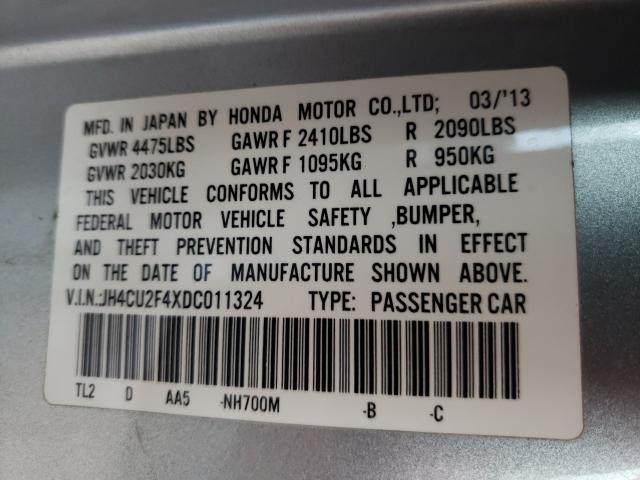 MFD. IN JAPAN BY HONDA MOTOR CO.,LTD; 03/'13
GVWR 4475LBS GAWR F 2410LBS R 2090LBS
GVWR 2030KG GAWR F 1095KG R 950KG
THIS VEHICLE CONFORMS TO ALL APPLICABLE
FEDERAL MOTOR VEHICLE SAFETY ,BUMPER,
AND THEFT PREVENTION STANDARDS IN EFFECT
ON THE DATE OF MANUFACTURE SHOWN ABOVE.
V.I.N.:JH4CU2F4XDC011324 TYPE: PASSENGER CAR
TL2 D AA5 -NH700M -B -C